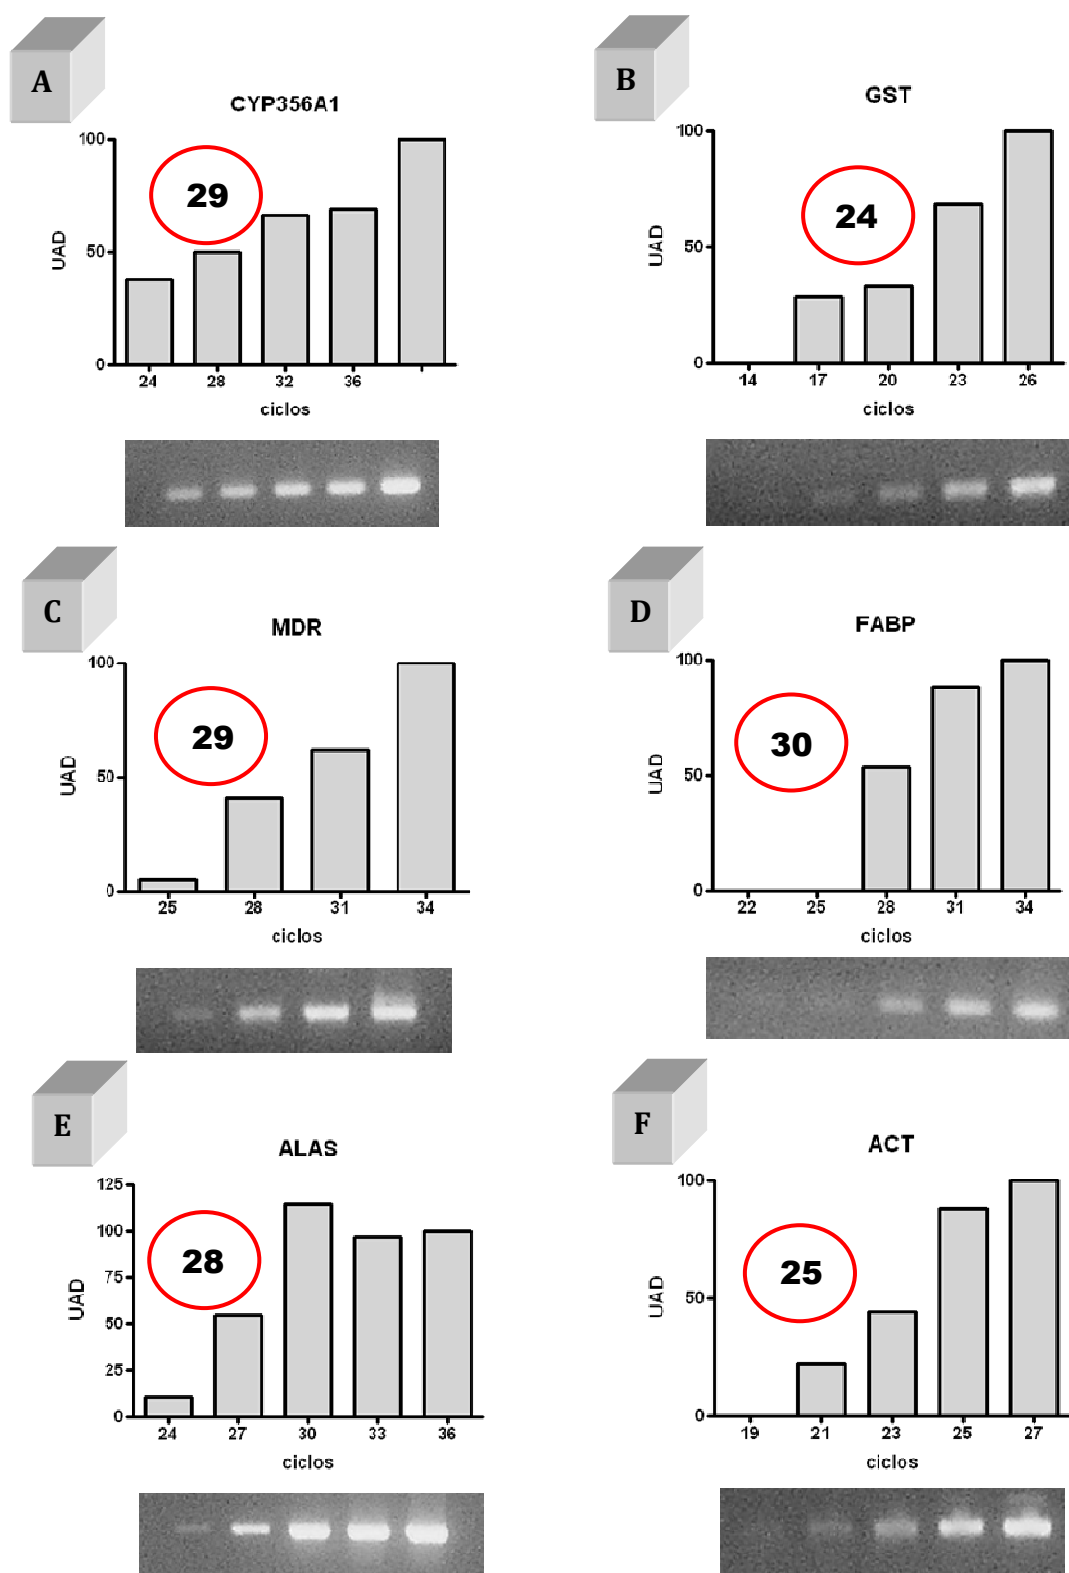 A
CYP356A1
100
50
0
UAD
29
24 28 32 36
ciclos
B
GST
100
50
0
UAD
24
14 17 20 23 26
ciclos
C
MDR
100
50
0
UAD
29
25 28 31 34
ciclos
D
FABP
100
50
0
UAD
30
22 25 28 31 34
ciclos
E
ALAS
125
100
75
50
25
0
UAD
28
24 27 30 33 36
ciclos
F
ACT
100
50
0
UAD
25
19 21 23 25 27
ciclos